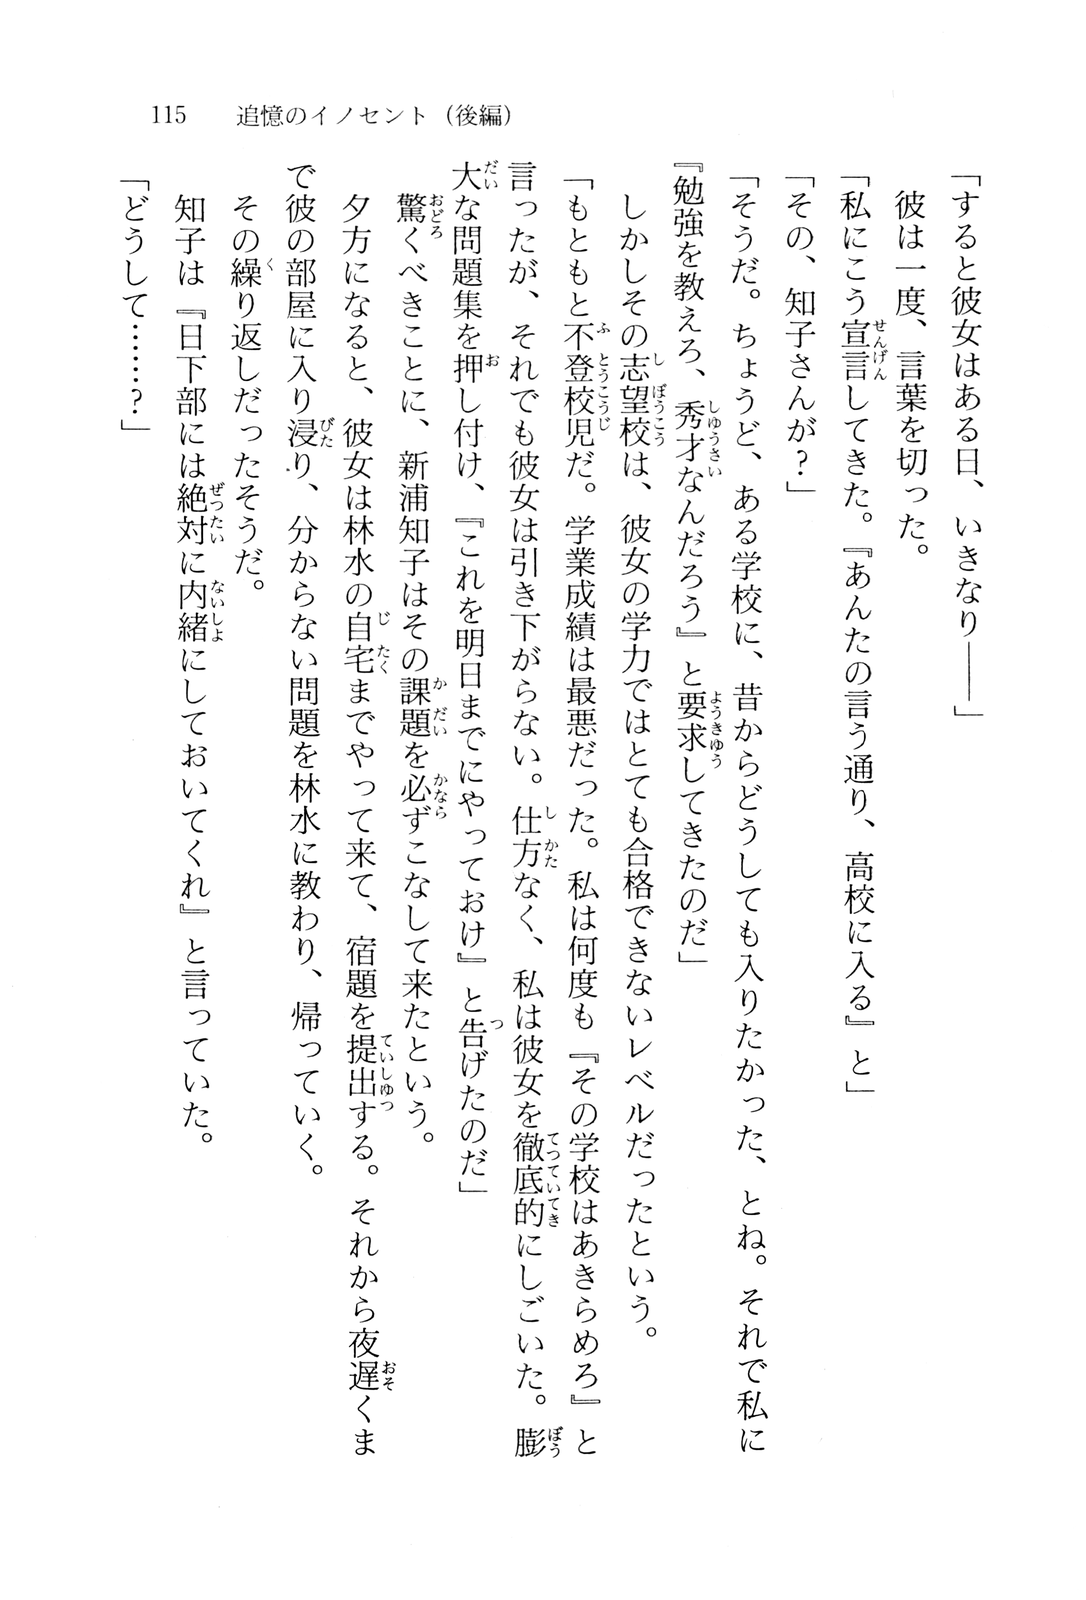 115　追憶のイノセント（後編）
「すると彼女はある日、いきなり――」
彼は一度、言葉を切った。
「私にこう宣言してきた。『あんたの言う通り、高校に入る』と」
「その、知子さんが？」
「そうだ。ちょうど、ある学校に、昔からどうしても入りたかった、とね。それで私に
『勉強を教えろ、秀才なんだろう』と要求してきたのだ」
しかしその志望校は、彼女の学力ではとても合格できないレベルだったという。
「もともと不登校児だ。学業成績は最悪だった。私は何度も『その学校はあきらめろ』と
言ったが、それでも彼女は引き下がらない。仕方なく、私は彼女を徹底的にしごいた。膨
大な問題集を押し付け、『これを明日までにやっておけ』と告げたのだ」
驚くべきことに、新浦知子はその課題を必ずこなして来たという。
夕方になると、彼女は林水の自宅までやって来て、宿題を提出する。それから夜遅くま
で彼の部屋に入り浸り、分からない問題を林水に教わり、帰っていく。
その繰り返しだったそうだ。
知子は『日下部には絶対に内緒にしておいてくれ』と言っていた。
「どうして……？」